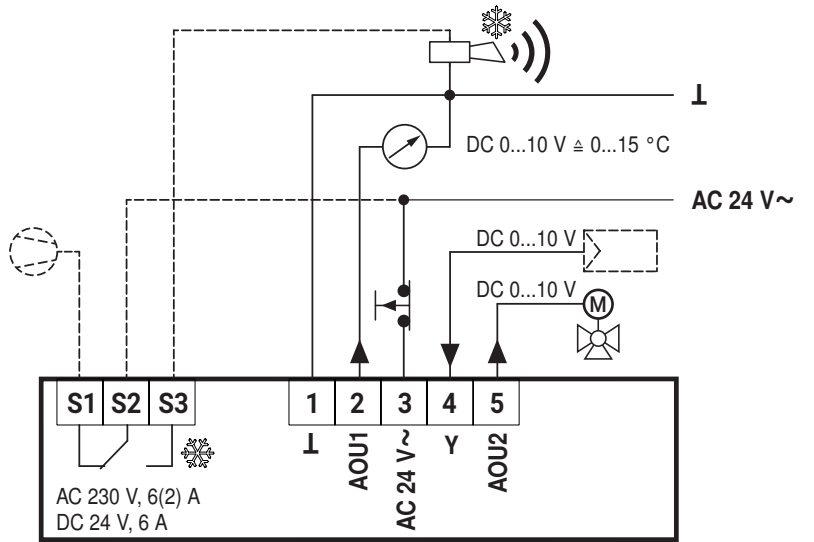 ⊥
DC 0...10 V ≙ 0...15 °C
AC 24 V~
DC 0...10 V
DC 0...10 V
M
S1 S2 S3 1 2 3 4 5
⊥ AOU1 AC 24 V~ Y AOU2
AC 230 V, 6(2) A
DC 24 V, 6 A